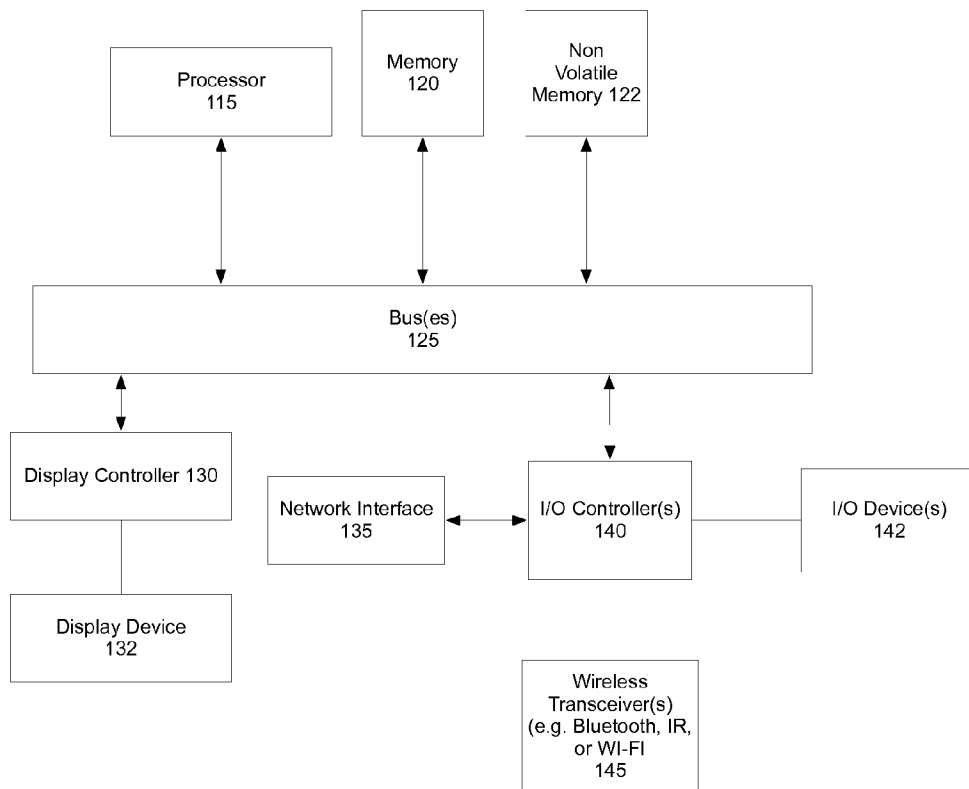 Processor
115
Memory
120
Non
Volatile
Memory 122
Bus(es)
125
Display Controller 130
Network Interface
135
I/O Controller(s)
140
I/O Device(s)
142
Display Device
132
Wireless
Transceiver(s)
(e.g. Bluetooth, IR,
or WI-FI
145